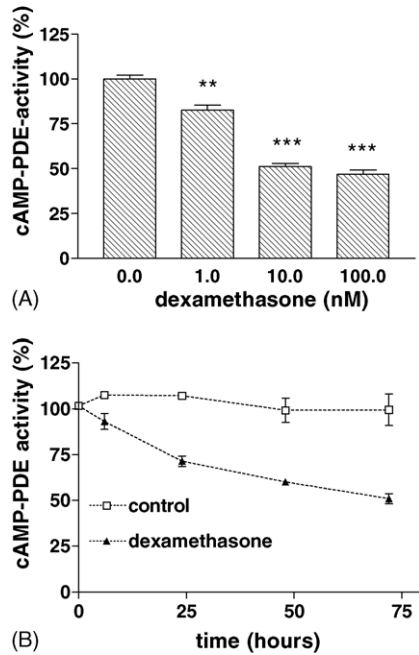 cAMP-PDE-activity (%)
125
100
75
50
25
0
**
***
***
0.0 1.0 10.0 100.0
(A) dexamethasone (nM)
cAMP-PDE activity (%)
125
100
75
50
25
0
control
dexamethasone
0 25 50 75
(B) time (hours)